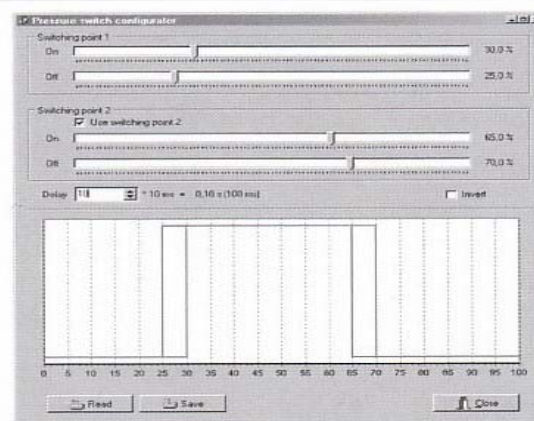 Pressure switch configurator
Switching point 1
On 30,0 %
Off 25,0 %
Switching point 2
Use switching point 2
On 65,0 %
Off 70,0 %
Delay 10 * 10 ms = 0,10 s (100 ms) Invert
0 5 10 15 20 25 30 35 40 45 50 55 60 65 70 75 80 85 90 95 100
Read Save Close